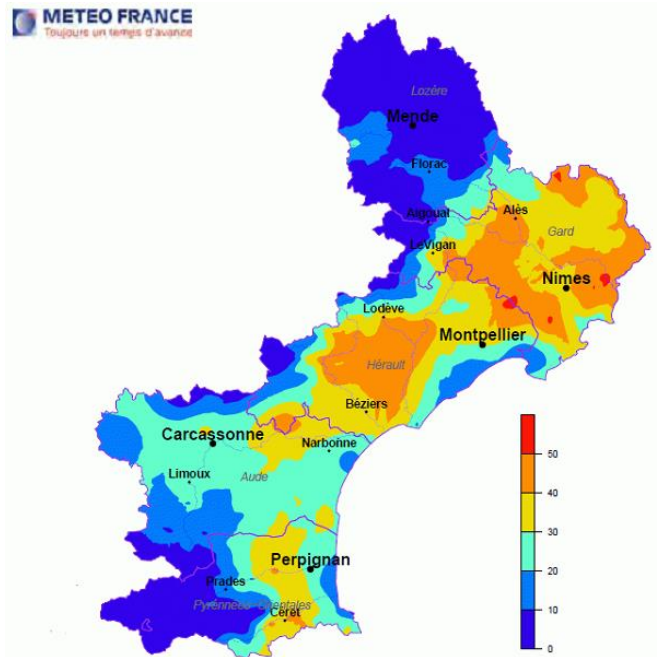 METEO FRANCE
Toujours un temps d'avance
Lozère
Mende
Florac
Aigoual
Alès
Gard
LeVigan
Nimes
Lodève
Montpellier
Hérault
Béziers
Carcassonne
Narbonne
Limoux
Aude
50
40
30
20
10
0
Perpignan
Prades
Pyrénnées orientales
Céret